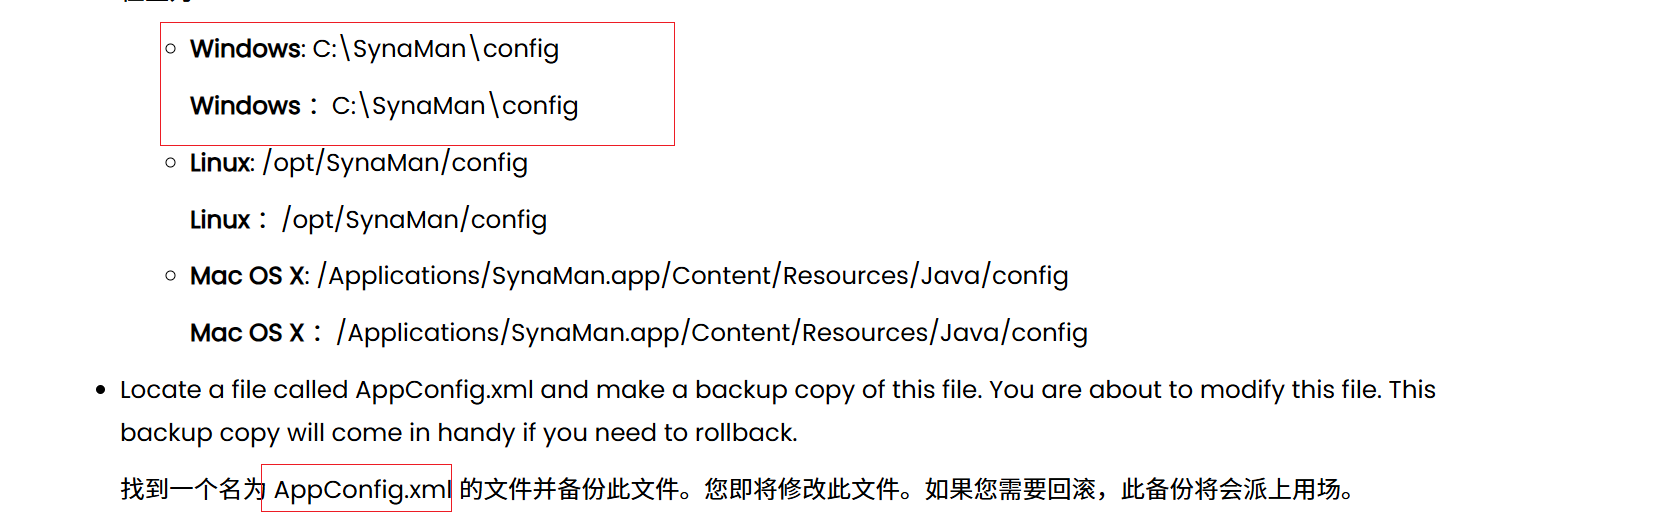 Windows: C:\SynaMan\config
Windows：C:\SynaMan\config
Linux: /opt/SynaMan/config
Linux：/opt/SynaMan/config
Mac OS X: /Applications/SynaMan.app/Content/Resources/Java/config
Mac OS X：/Applications/SynaMan.app/Content/Resources/Java/config
Locate a file called AppConfig.xml and make a backup copy of this file. You are about to modify this file. This
backup copy will come in handy if you need to rollback.
找到一个名为 AppConfig.xml 的文件并备份此文件。您即将修改此文件。如果您需要回滚，此备份将会派上用场。